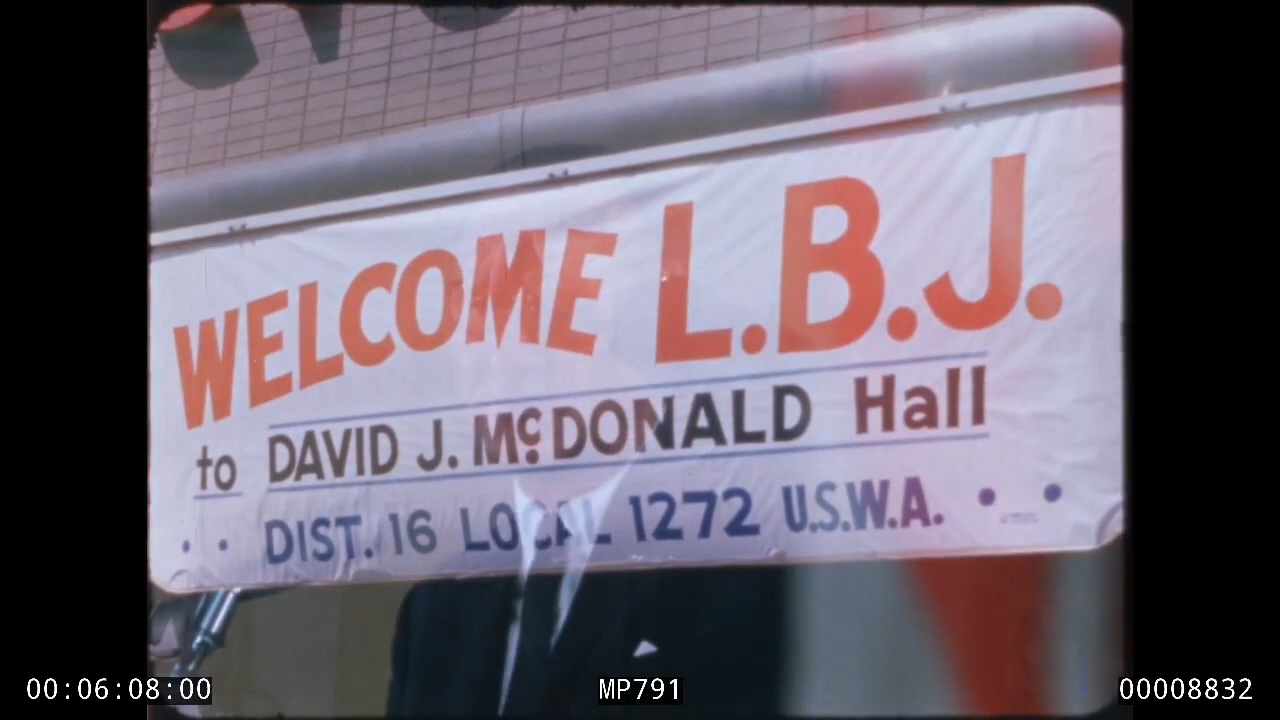 WELCOME L.B.J.
to DAVID J. McDONALD Hall
DIST. 16 LOCAL 1272 U.S.W.A.
00:06:08:00 MP791 00008832